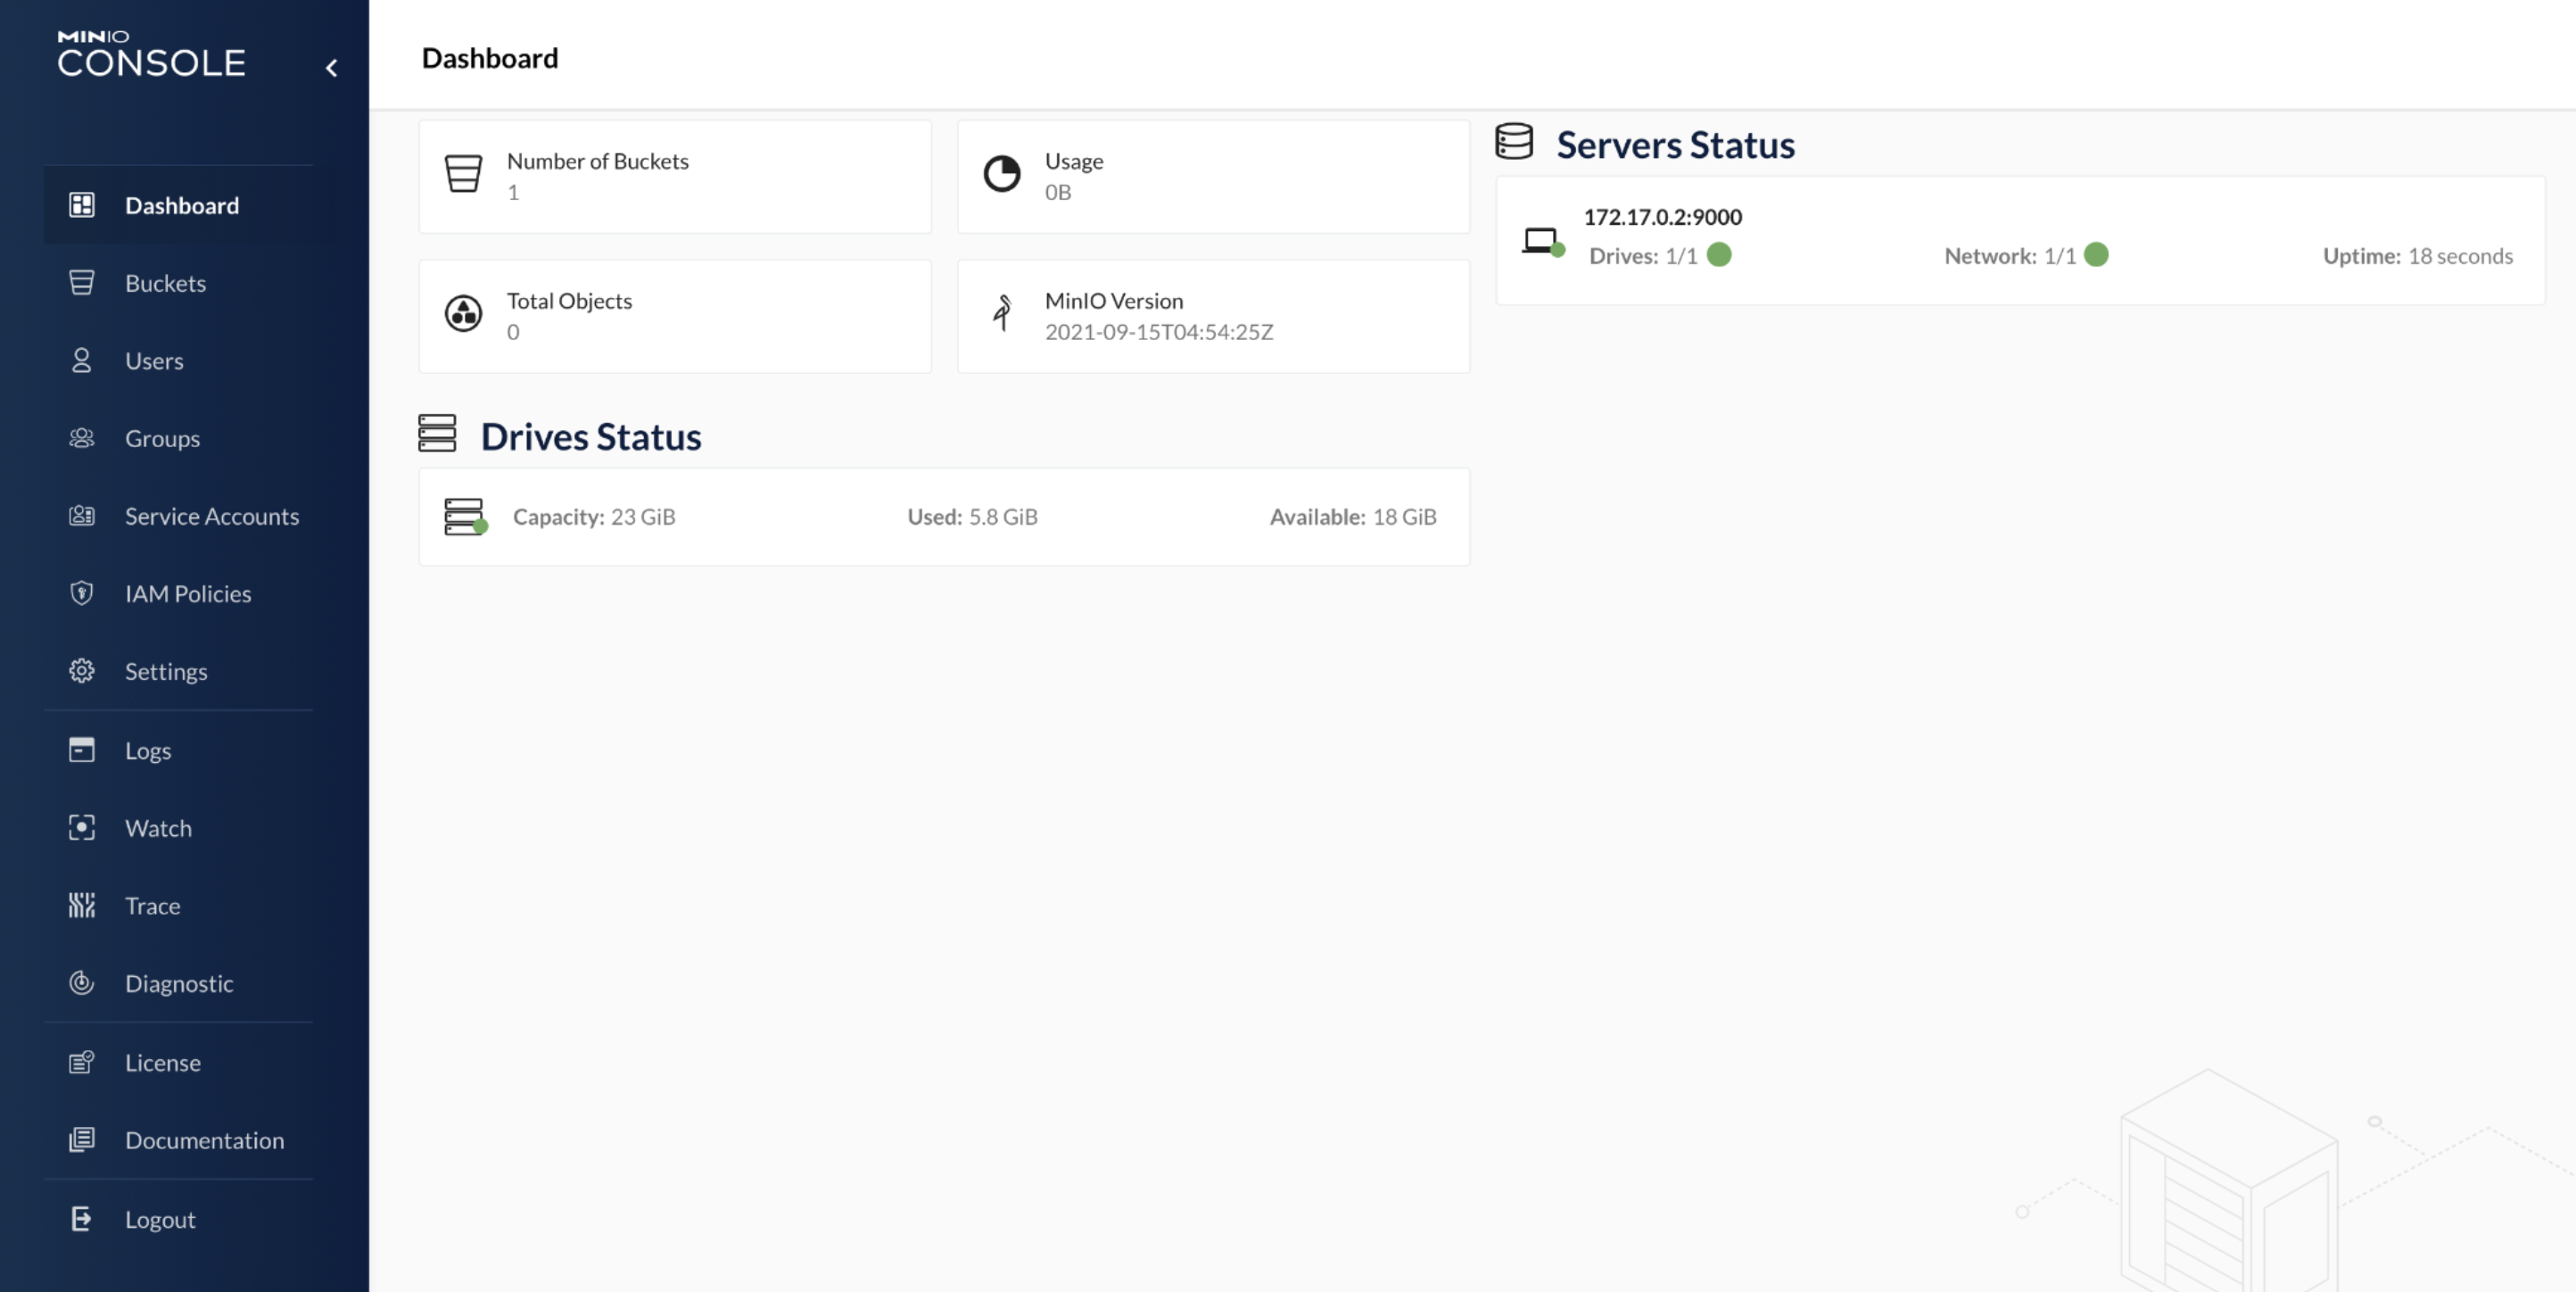 MINIO
CONSOLE
Dashboard
Buckets
Users
Groups
Service Accounts
IAM Policies
Settings
Logs
Watch
Trace
Diagnostic
License
Documentation
Logout
Dashboard
Number of Buckets
1
Usage
0B
Total Objects
0
MinIO Version
2021-09-15T04:54:25Z
Drives Status
Capacity: 23 GiB Used: 5.8 GiB Available: 18 GiB
Servers Status
172.17.0.2:9000
Drives: 1/1 Network: 1/1 Uptime: 18 seconds